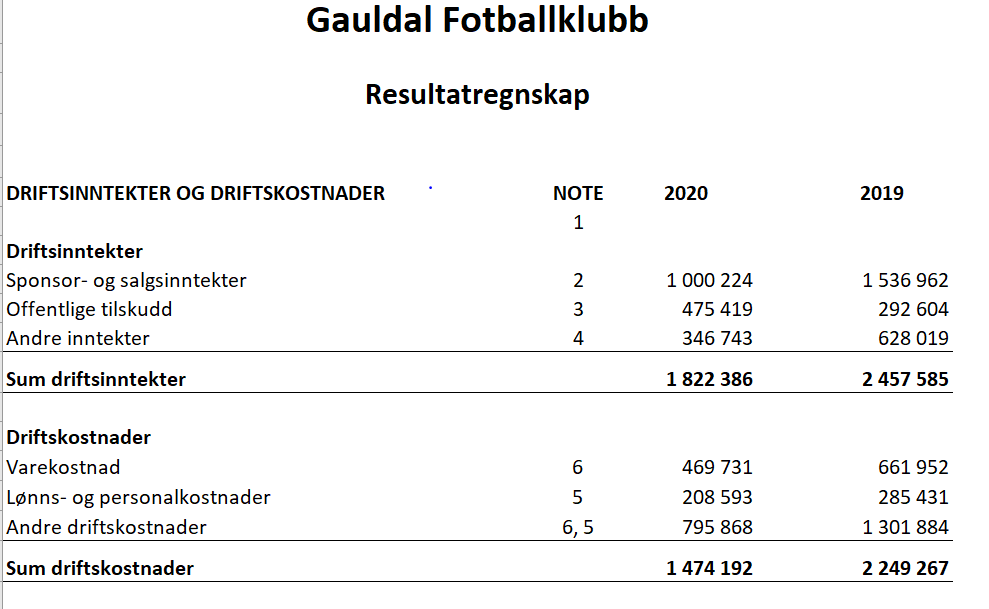 Gauldal Fotballklubb
Resultatregnskap
DRIFTSINNTEKTER OG DRIFTSKOSTNADER NOTE 2020 2019
1
Driftsinntekter
Sponsor- og salgsinntekter 2 1 000 224 1 536 962
Offentlige tilskudd 3 475 419 292 604
Andre inntekter 4 346 743 628 019
Sum driftsinntekter 1 822 386 2 457 585
Driftskostnader
Varekostnad 6 469 731 661 952
Lønns- og personalkostnader 5 208 593 285 431
Andre driftskostnader 6, 5 795 868 1 301 884
Sum driftskostnader 1 474 192 2 249 267